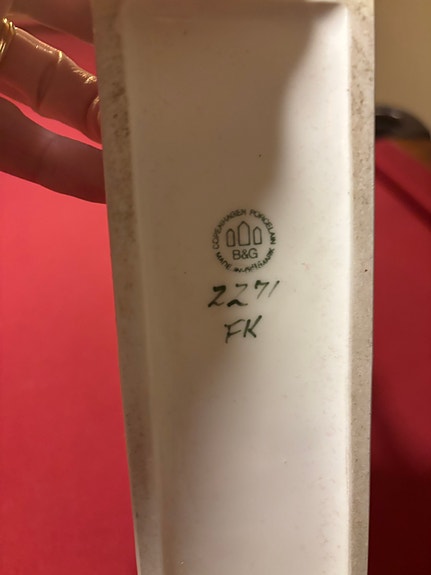 COPENHAGEN PORCELAIN
B&G
MADE IN DENMARK
2271
FK